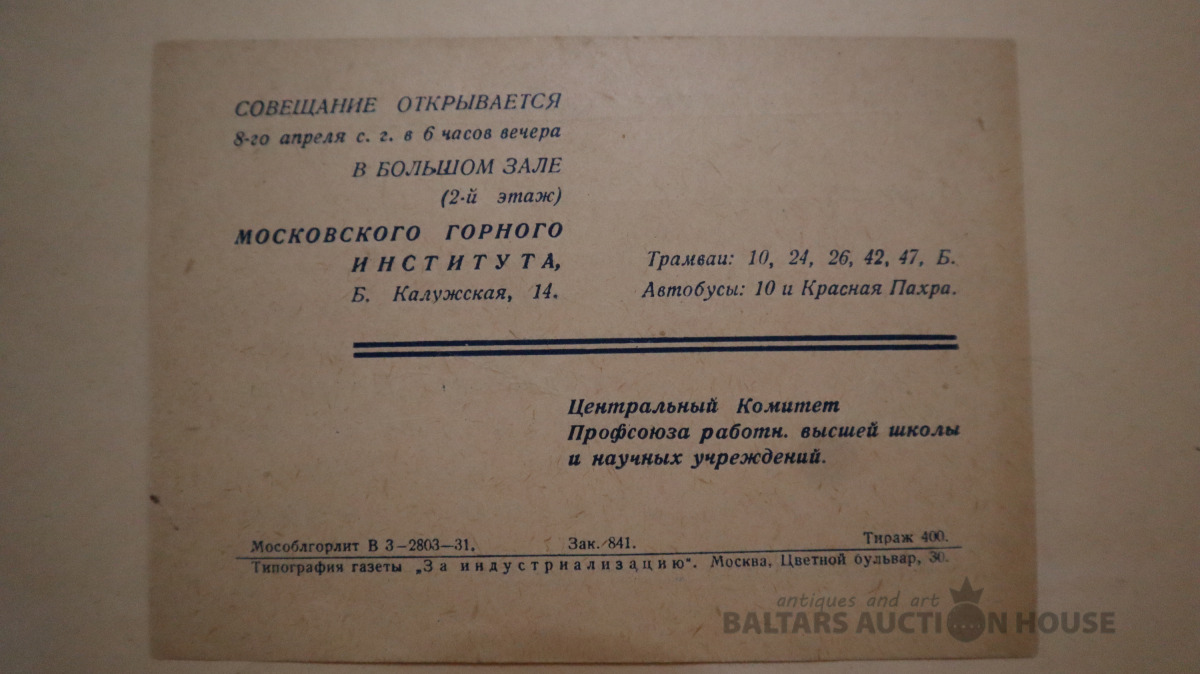 СОВЕЩАНИЕ ОТКРЫВАЕТСЯ
8-го апреля с. г. в 6 часов вечера
В БОЛЬШОМ ЗАЛЕ
(2-й этаж)
МОСКОВСКОГО ГОРНОГО
ИНСТИТУТА,
Б. Калужская, 14.
Трамваи: 10, 24, 26, 42, 47, Б.
Автобусы: 10 и Красная Пахра.
Центральный Комитет
Профсоюза работн. высшей школы
и научных учреждений.
Мособлгорлит В 3-2803-31. Зак. 841. Тираж 400.
Типография газеты „За индустриализацию". Москва, Цветной бульвар, 30.
antiques and art
BALTARS AUCTION HOUSE